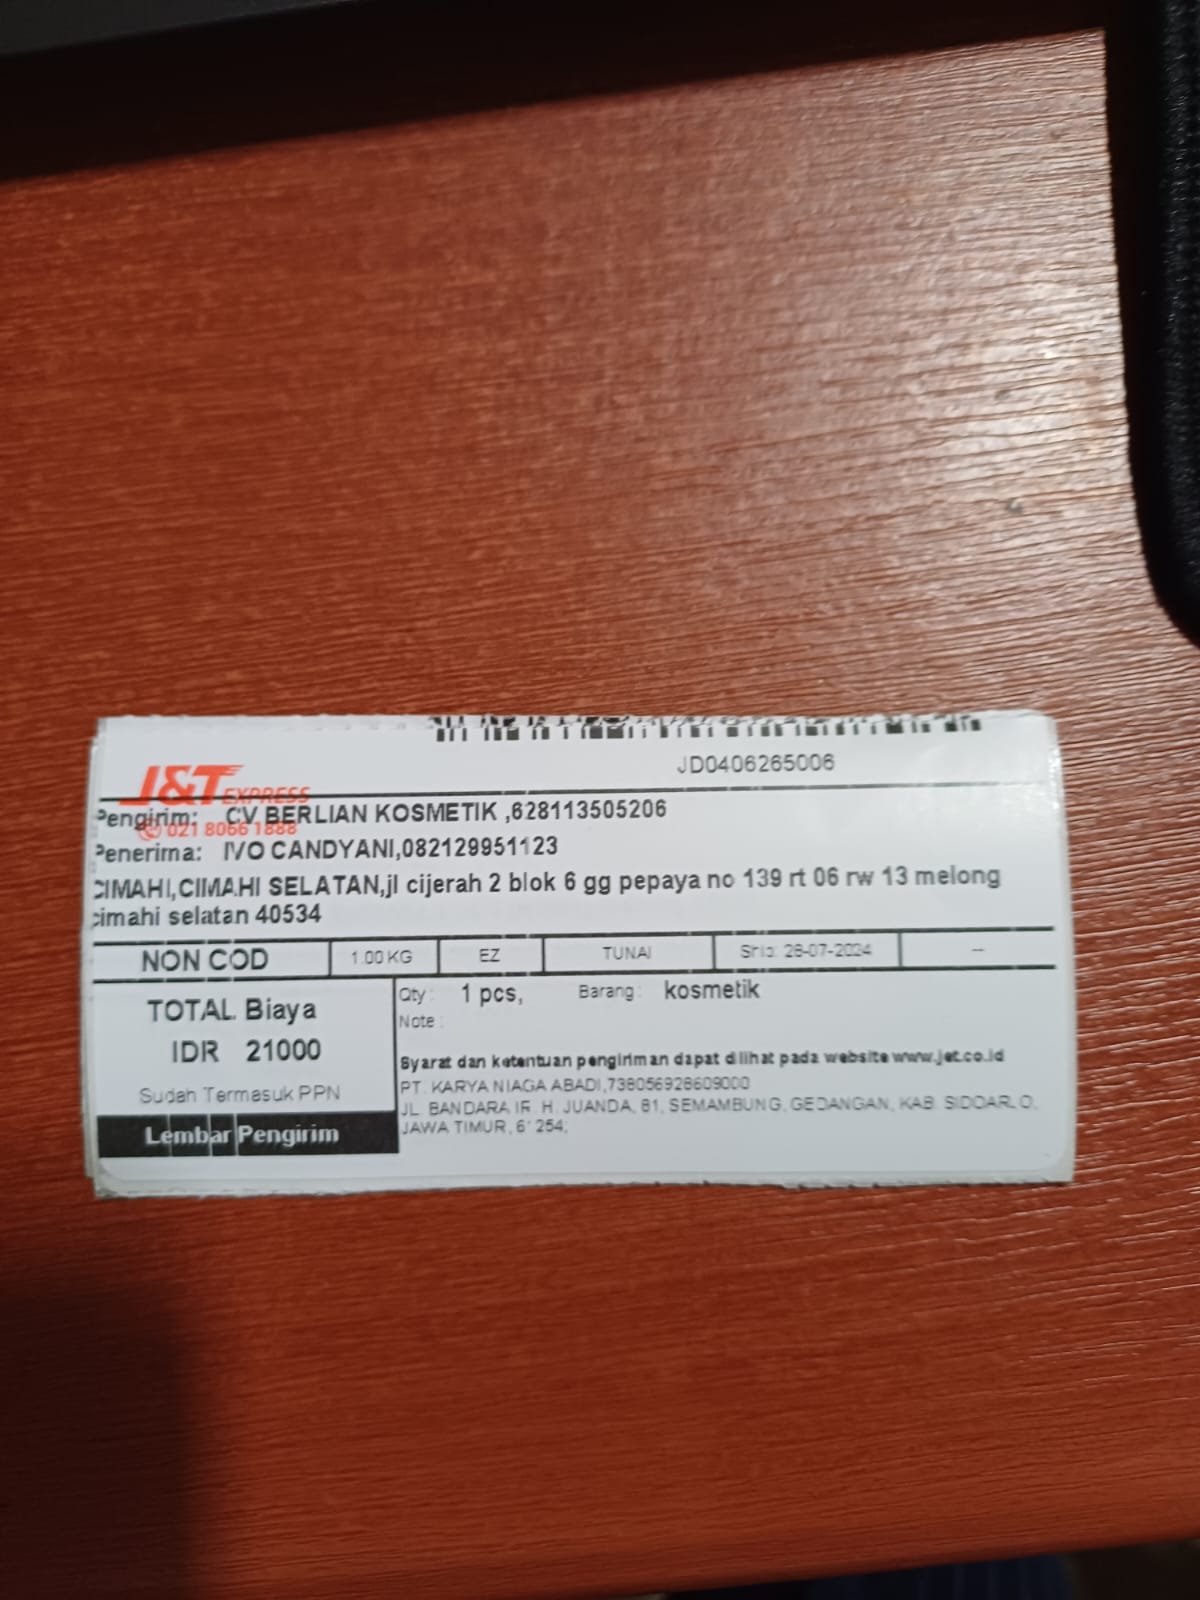 JD0406265006
J&T EXPRESS
Pengirim: CV BERLIAN KOSMETIK ,628113505206
021 8066 1888
Penerima: IVO CANDYANI,082129951123
CIMAHI,CIMAHI SELATAN,jl cijerah 2 blok 6 gg pepaya no 139 rt 06 rw 13 melong
cimahi selatan 40534
NON COD 1.00 KG EZ TUNAI Ship: 28-07-2024 --
TOTAL Biaya
IDR 21000
Sudah Termasuk PPN
Lembar Pengirim
Qty : 1 pcs, Barang : kosmetik
Note :
Syarat dan ketentuan pengiriman dapat dilihat pada website www.jet.co.id
PT. KARYA NIAGA ABADI,738056928609000
JL. BANDARA IR. H. JUANDA, 81, SEMAMBUNG, GEDANGAN, KAB. SIDOARJO,
JAWA TIMUR,